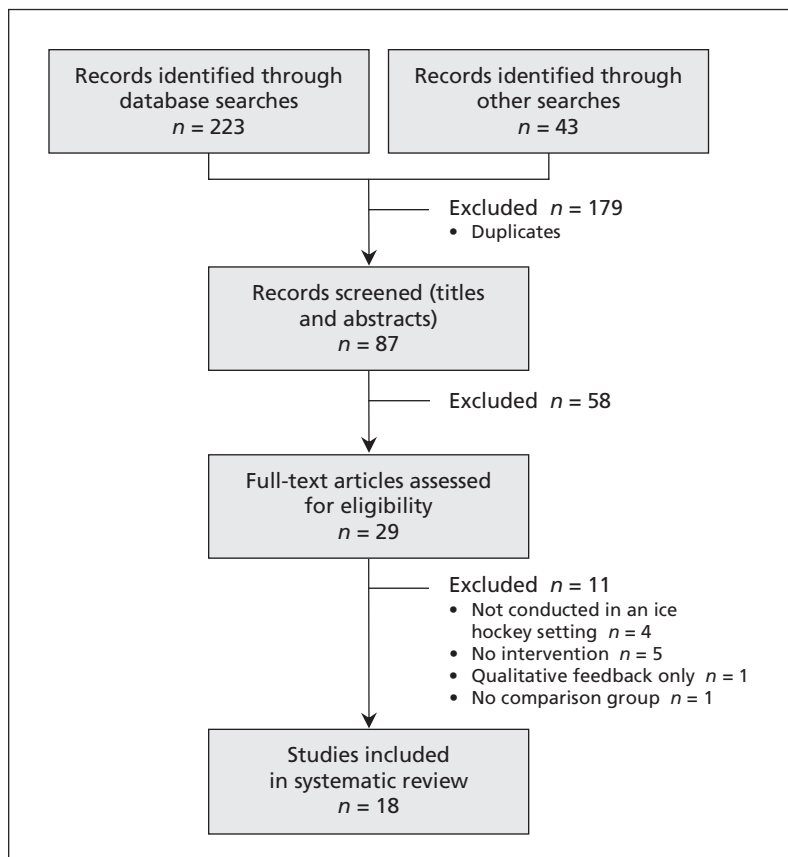 Records identified through
database searches
n = 223
Records identified through
other searches
n = 43
Excluded n = 179
• Duplicates
Records screened (titles
and abstracts)
n = 87
Excluded n = 58
Full-text articles assessed
for eligibility
n = 29
Excluded n = 11
• Not conducted in an ice
hockey setting n = 4
• No intervention n = 5
• Qualitative feedback only n = 1
• No comparison group n = 1
Studies included
in systematic review
n = 18